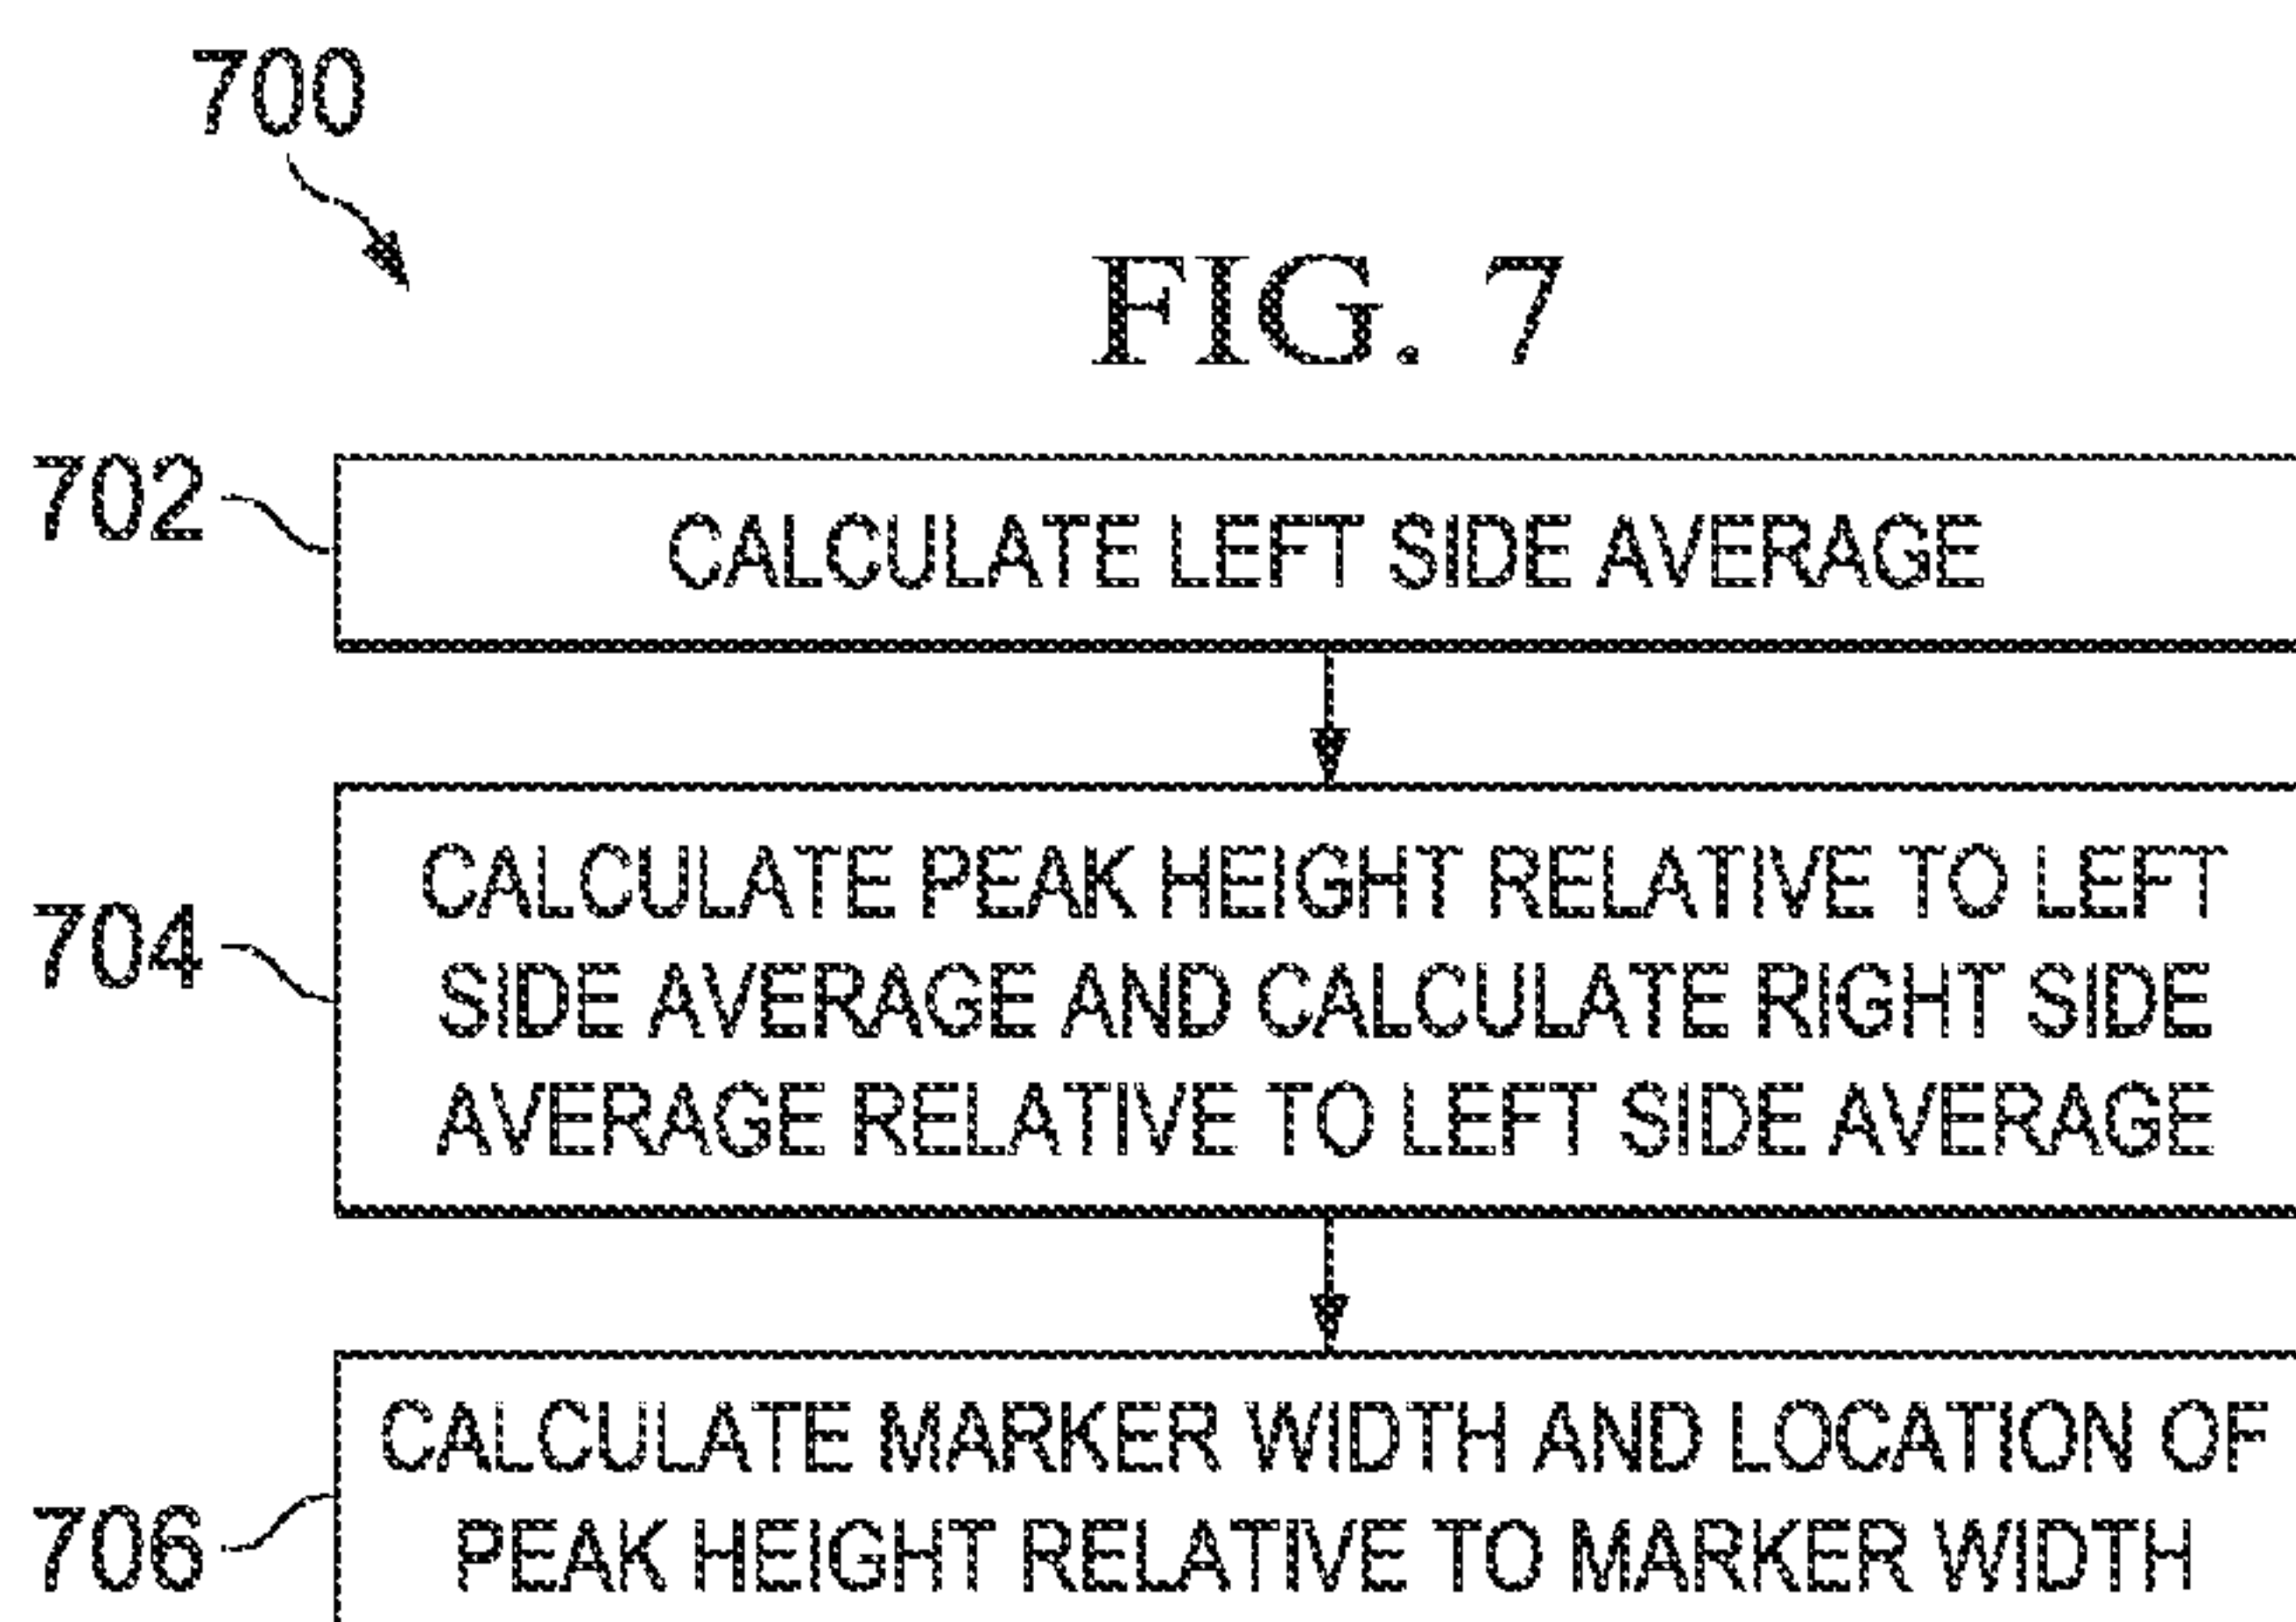 700
FIG. 7
702
CALCULATE LEFT SIDE AVERAGE
704
CALCULATE PEAK HEIGHT RELATIVE TO LEFT
SIDE AVERAGE AND CALCULATE RIGHT SIDE
AVERAGE RELATIVE TO LEFT SIDE AVERAGE
706
CALCULATE MARKER WIDTH AND LOCATION OF
PEAK HEIGHT RELATIVE TO MARKER WIDTH